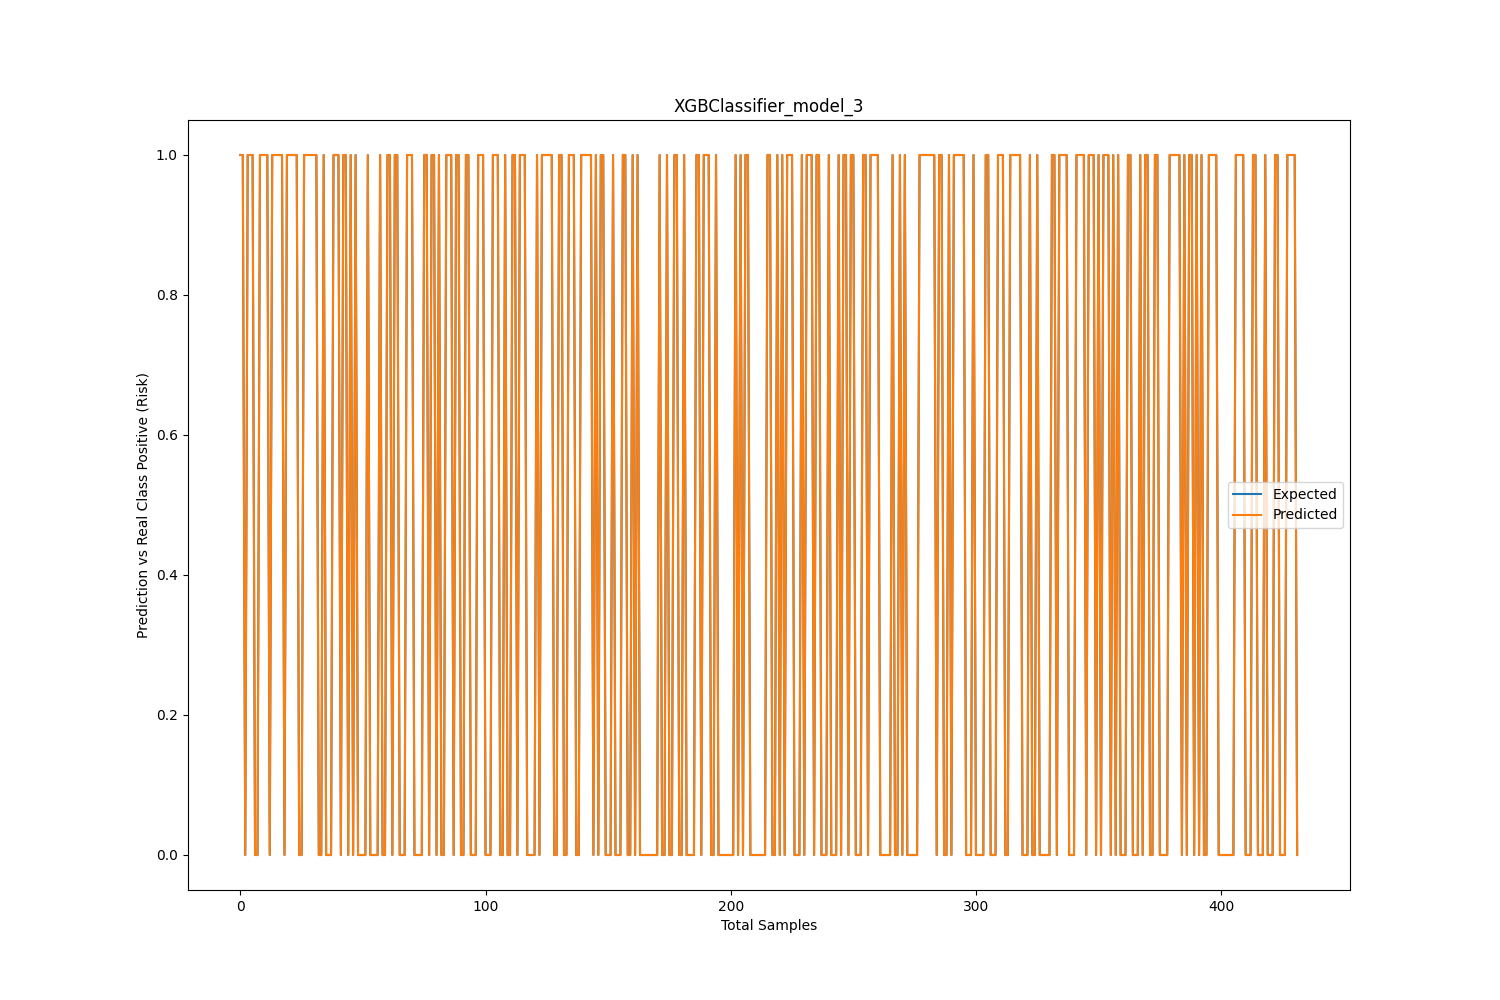 XGBClassifier_model_3
1.0
0.8
0.6
0.4
0.2
0.0
Prediction vs Real Class Positive (Risk)
Expected
Predicted
0 100 200 300 400
Total Samples